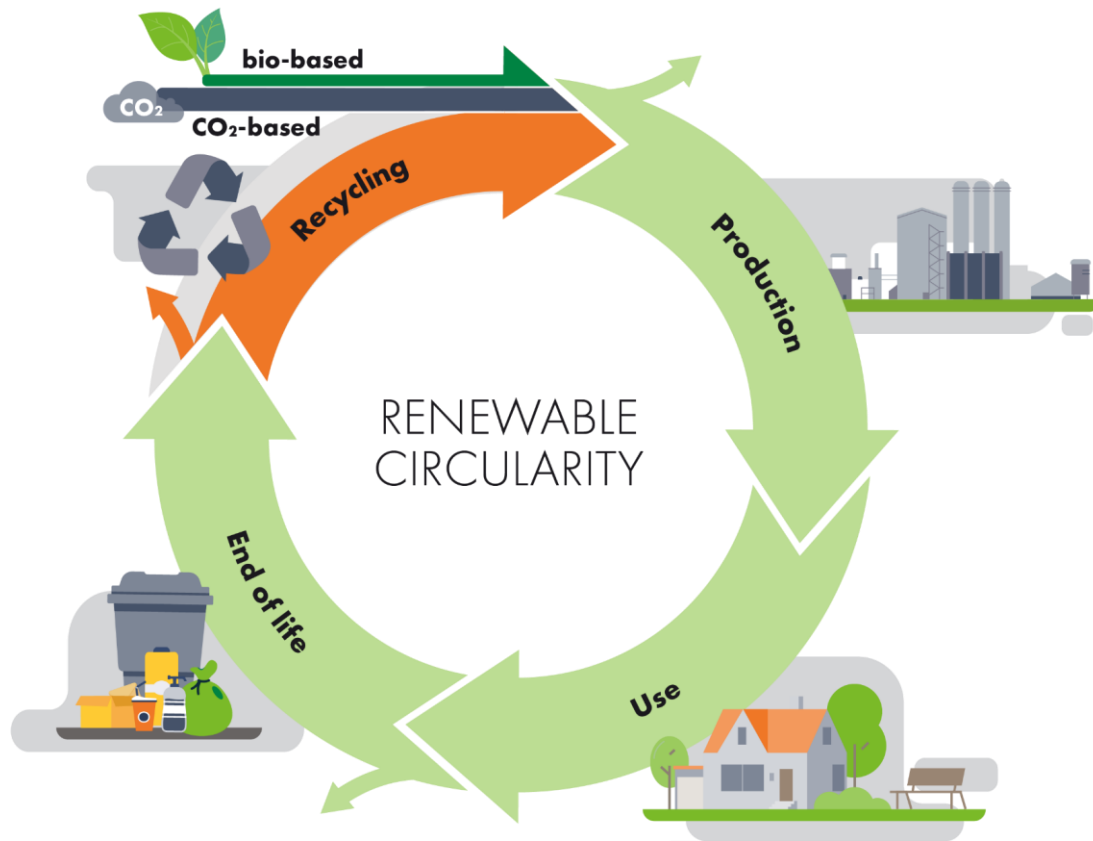 bio-based
CO₂
CO₂-based
Recycling
Production
RENEWABLE
CIRCULARITY
End of life
Use